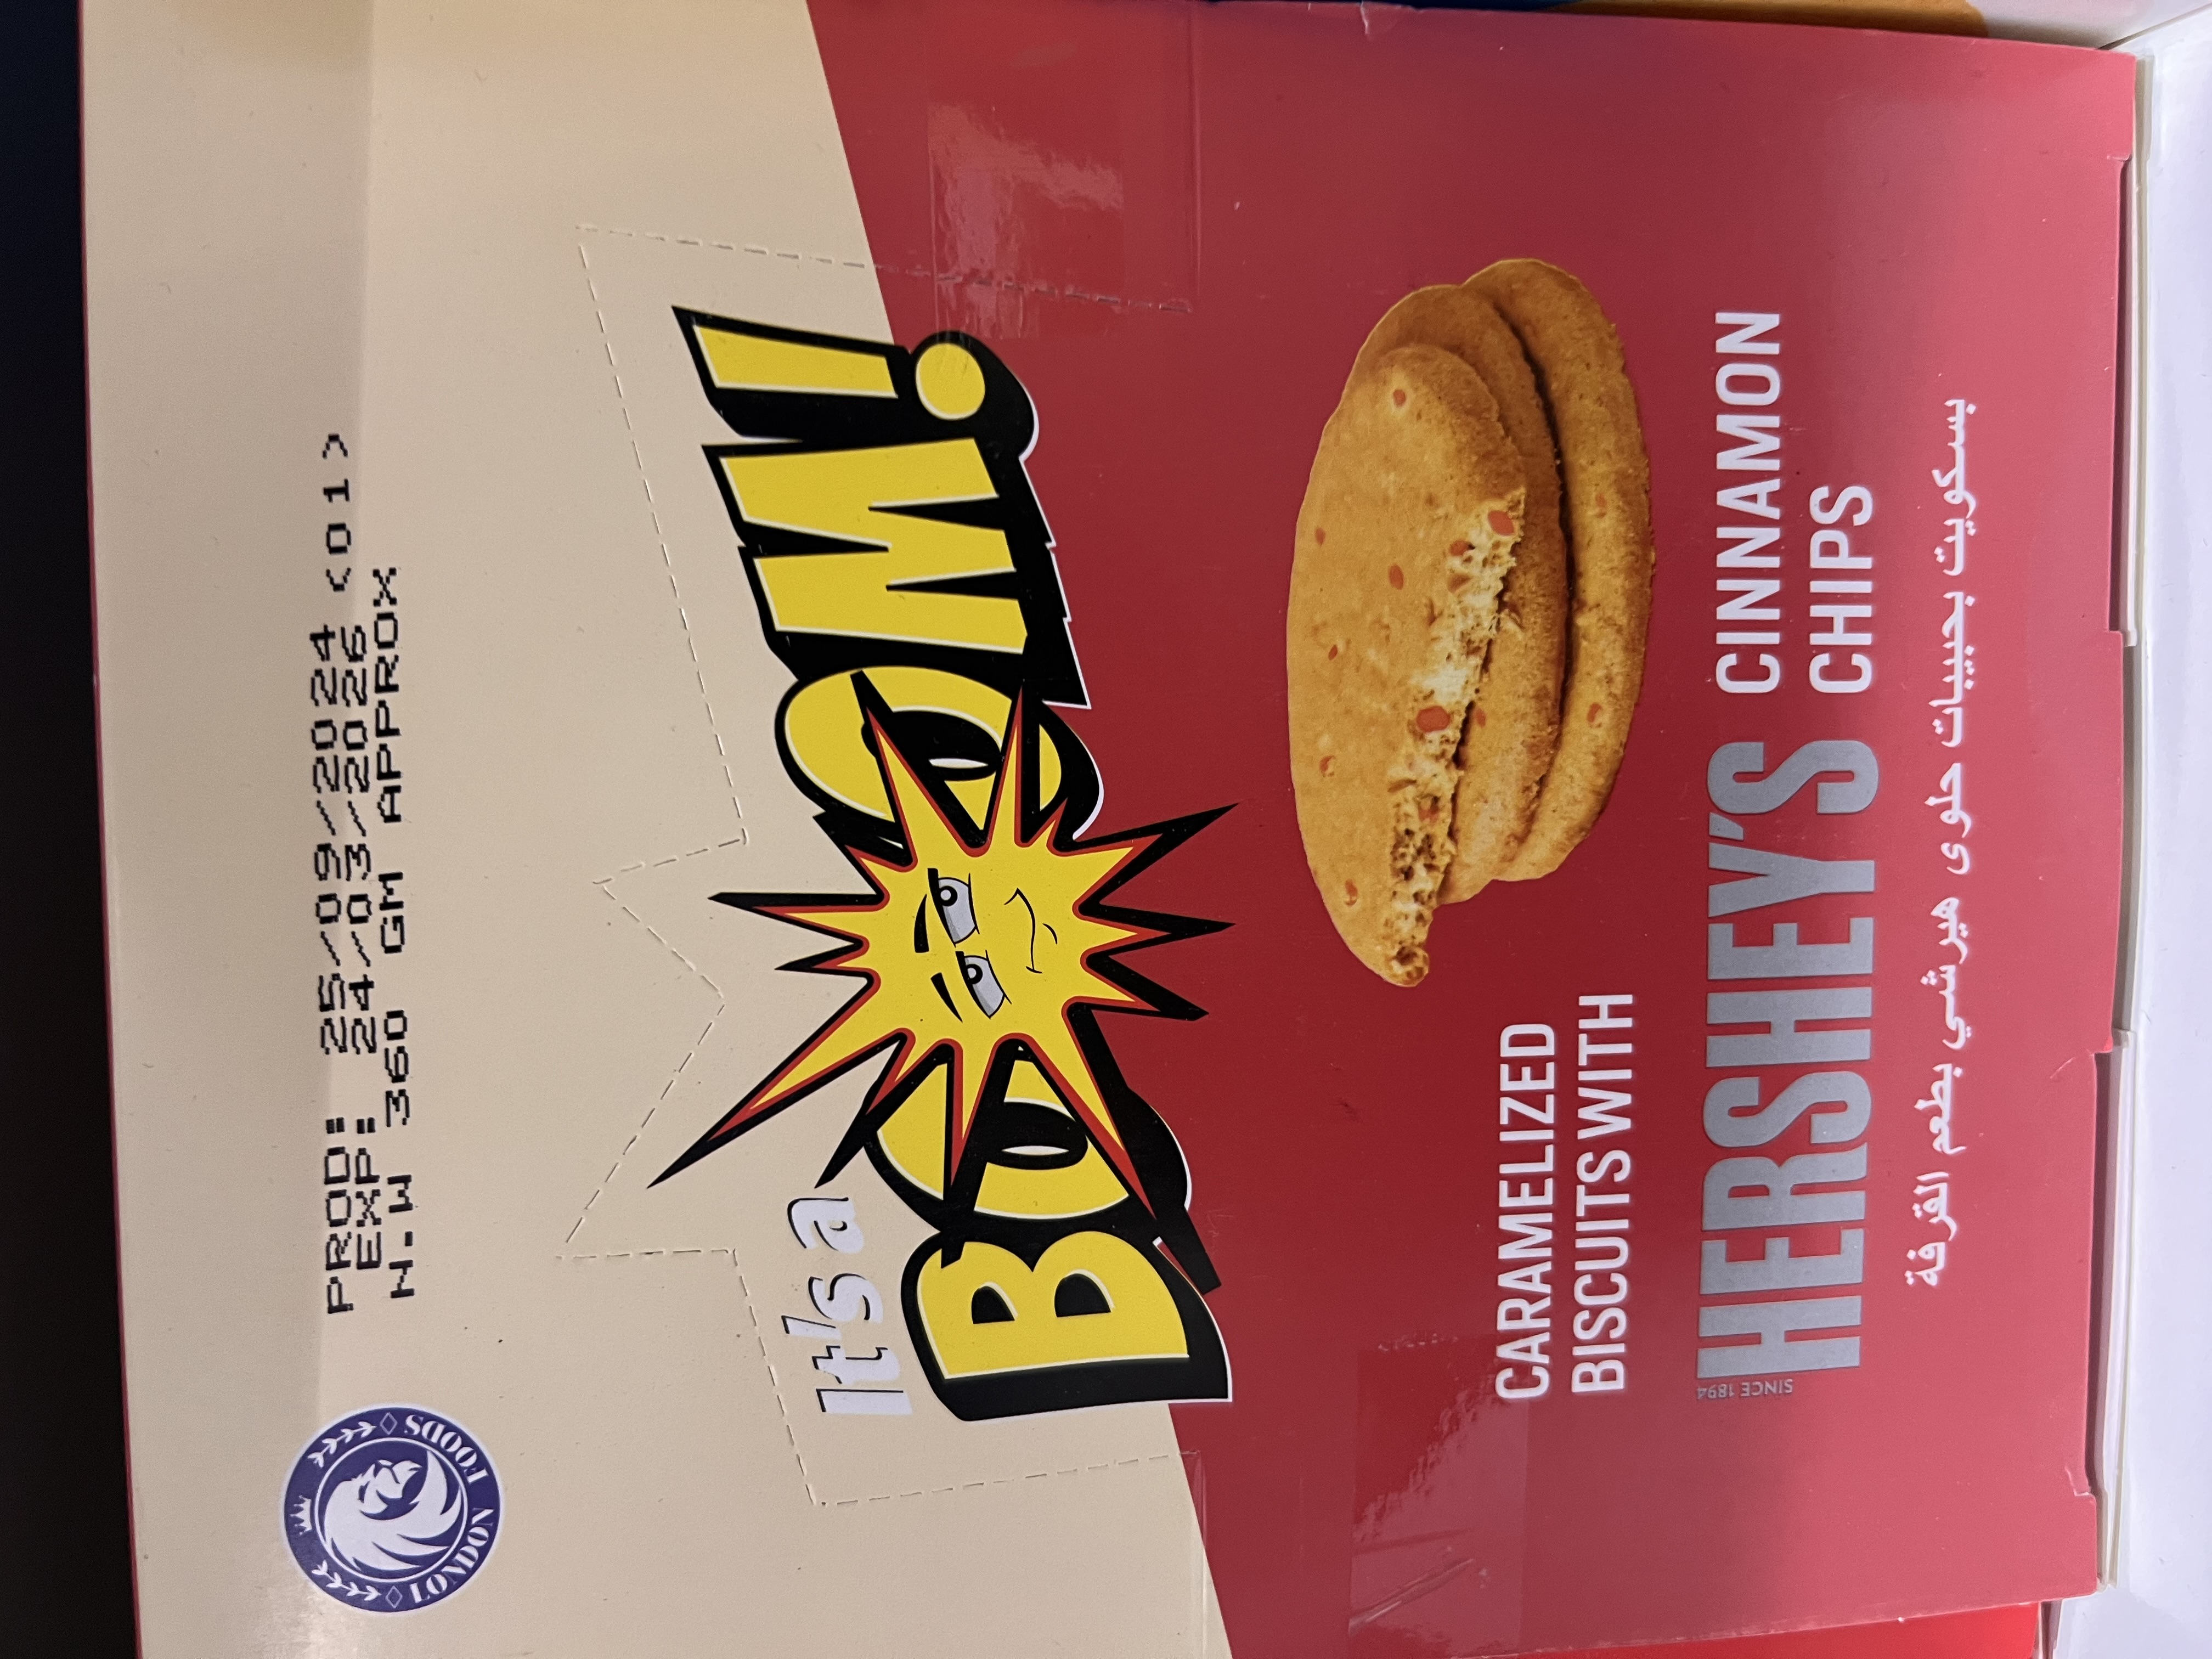 LONDON FOODS
PROD: 25/09/2024
EXP: 24/03/2026 <01>
N.W 360 GM APPROX
It's a
BOOM!
CARAMELIZED
BISCUITS WITH
SINCE 1894
HERSHEY'S CINNAMON
CHIPS
بسكويت بحبيبات حلوى هيرشي بطعم القرفة